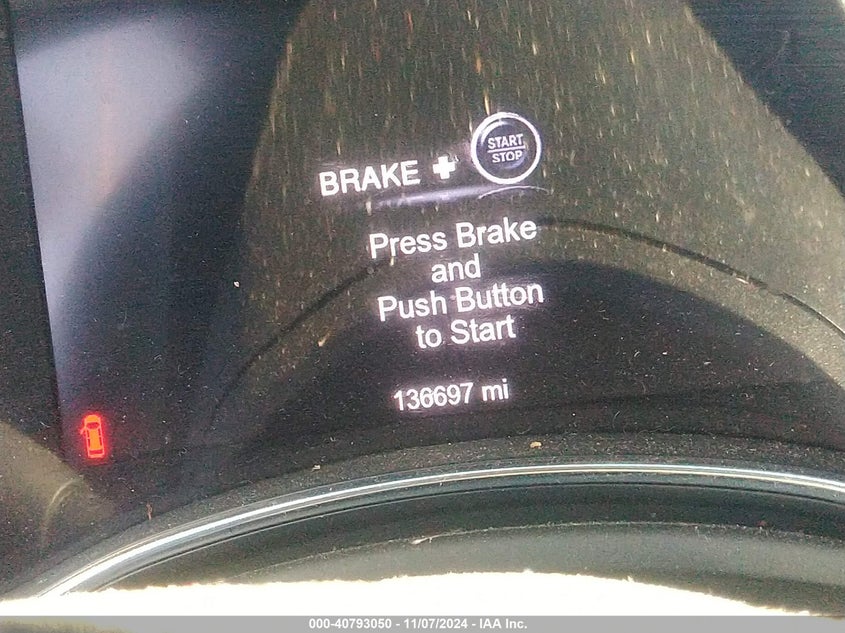 START
STOP
BRAKE +
Press Brake
and
Push Button
to Start
136697 mi
000-40793050 - 11/07/2024 - IAA Inc.